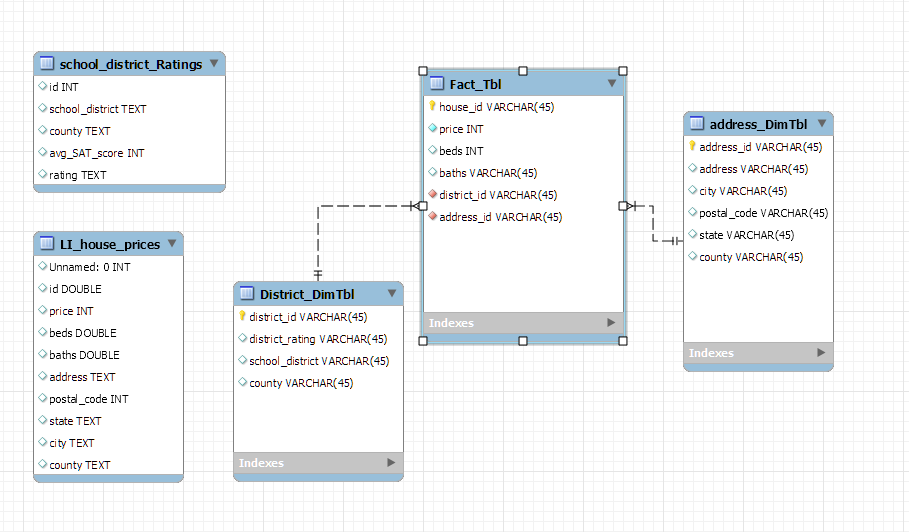 school_district_Ratings
id INT
school_district TEXT
county TEXT
avg_SAT_score INT
rating TEXT
LI_house_prices
Unnamed: 0 INT
id DOUBLE
price INT
beds DOUBLE
baths DOUBLE
address TEXT
postal_code INT
state TEXT
city TEXT
county TEXT
District_DimTbl
district_id VARCHAR(45)
district_rating VARCHAR(45)
school_district VARCHAR(45)
county VARCHAR(45)
Indexes
Fact_Tbl
house_id VARCHAR(45)
price INT
beds INT
baths VARCHAR(45)
district_id VARCHAR(45)
address_id VARCHAR(45)
Indexes
address_DimTbl
address_id VARCHAR(45)
address VARCHAR(45)
city VARCHAR(45)
postal_code VARCHAR(45)
state VARCHAR(45)
county VARCHAR(45)
Indexes